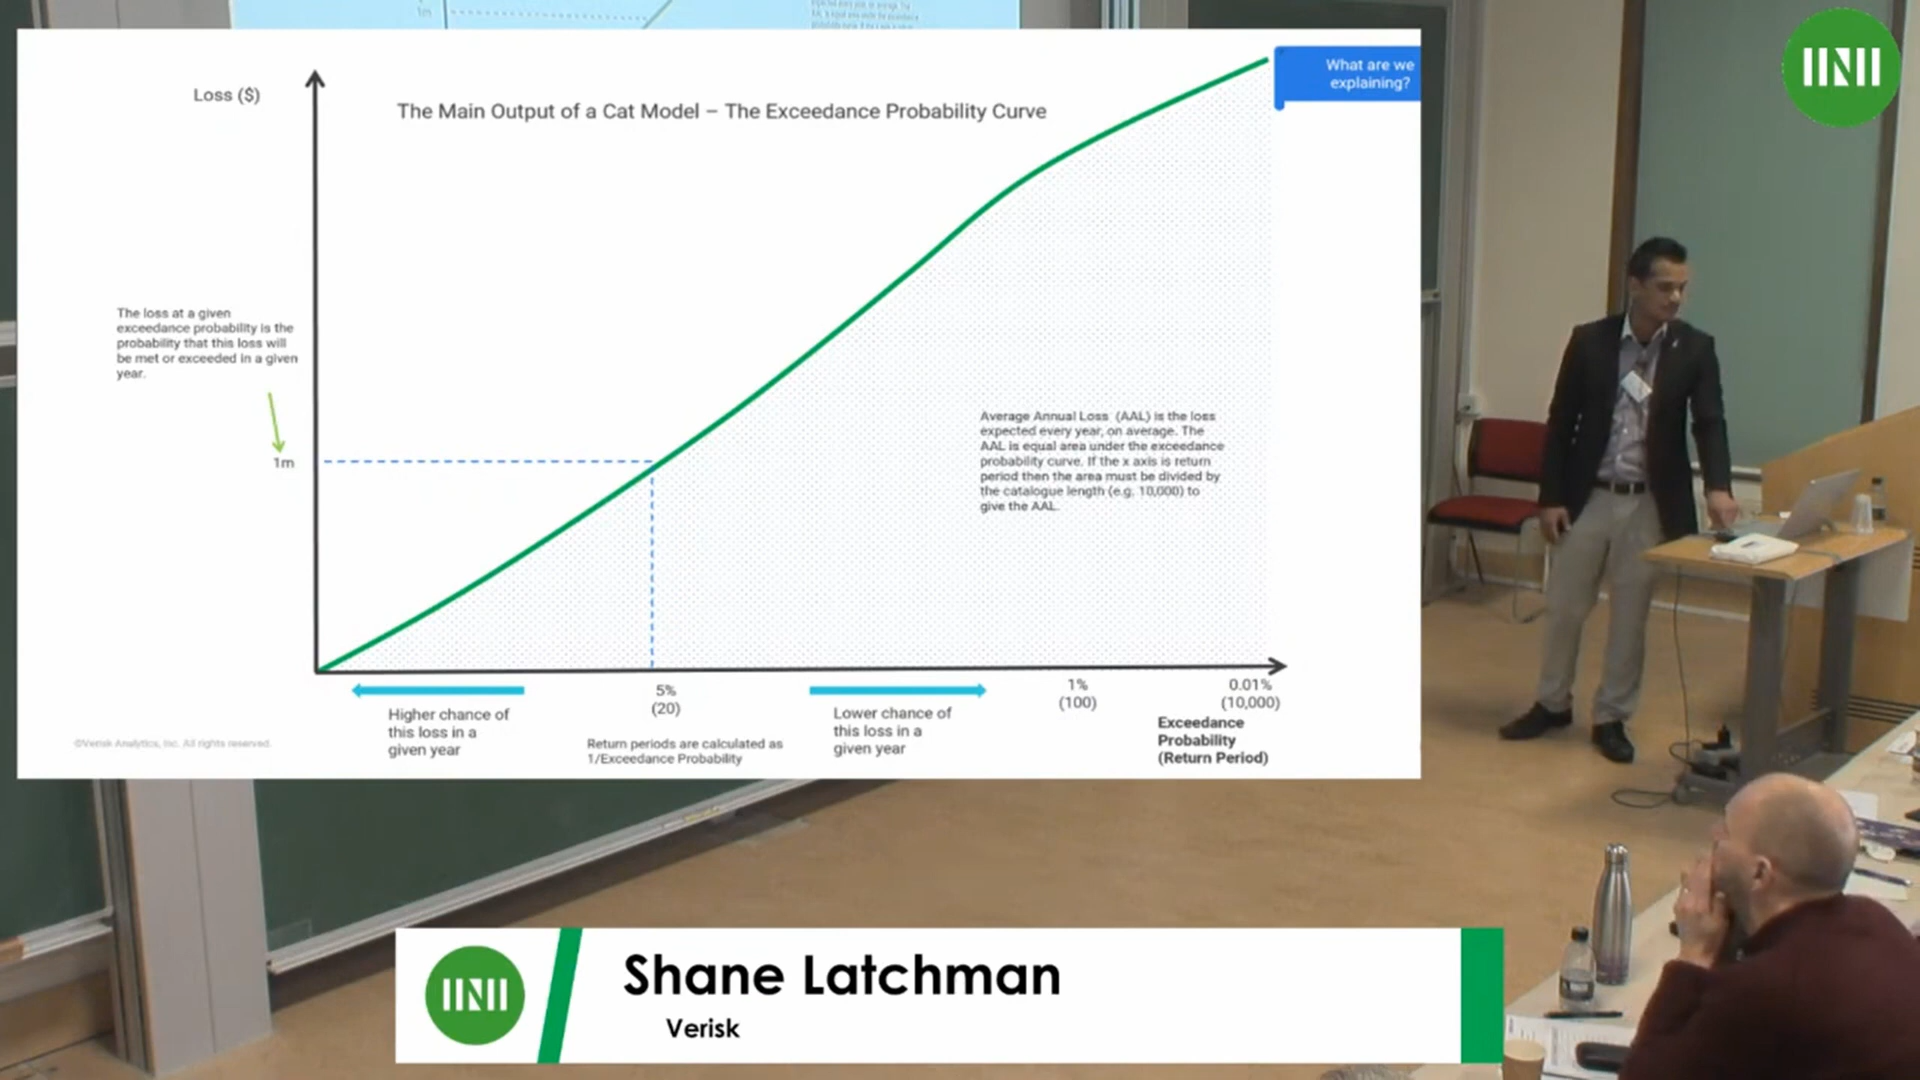 Loss ($)
The Main Output of a Cat Model – The Exceedance Probability Curve
What are we
explaining?
The loss at a given
exceedance probability is the
probability that this loss will
be met or exceeded in a given
year.
1m
Average Annual Loss (AAL) is the loss
expected every year, on average. The
AAL is equal area under the exceedance
probability curve. If the x axis is return
period then the area must be divided by
the catalogue length (e.g. 10,000) to
give the AAL.
Higher chance of
this loss in a
given year
5%
(20)
Return periods are calculated as
1/Exceedance Probability
Lower chance of
this loss in a
given year
1%
(100)
0.01%
(10,000)
Exceedance
Probability
(Return Period)
©Verisk Analytics, Inc. All rights reserved.
Shane Latchman
Verisk